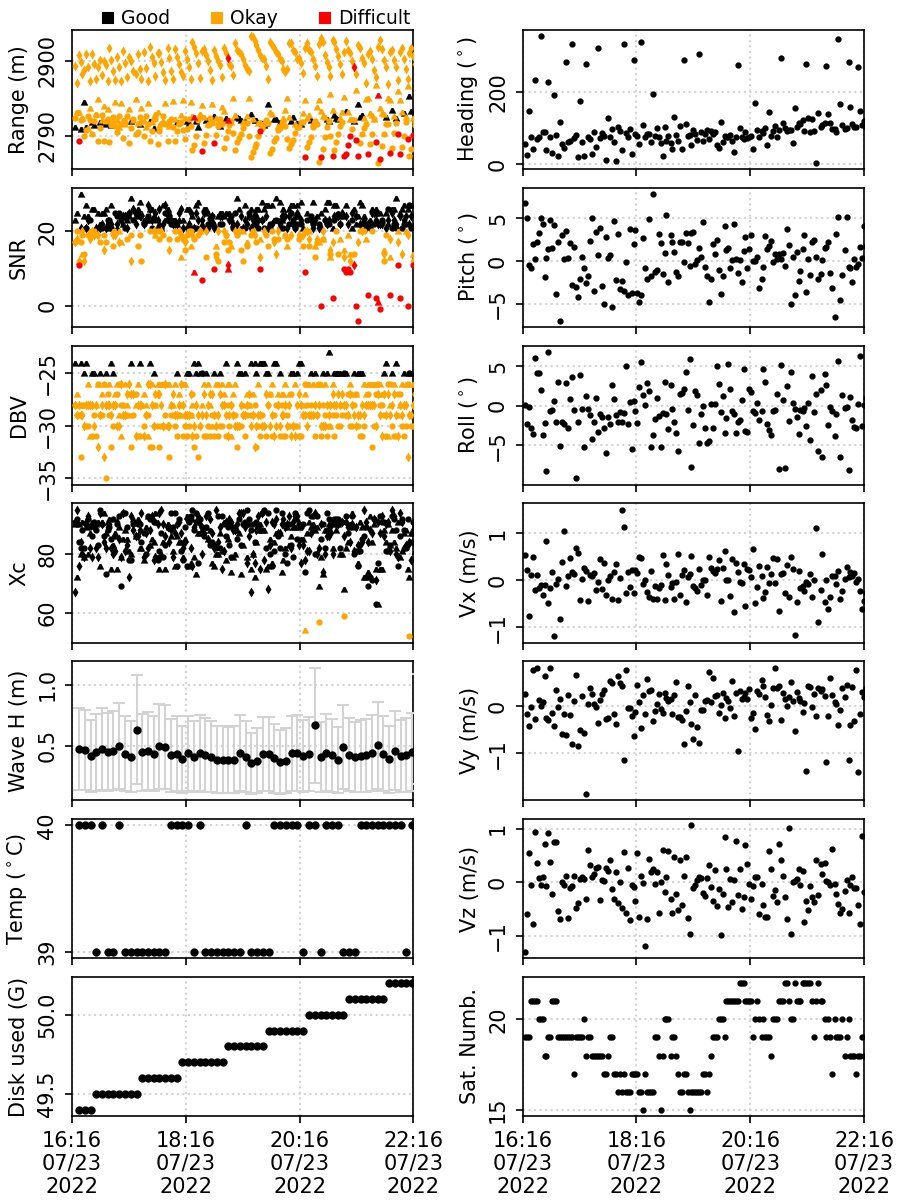 Good Okay Difficult
Range (m)
29000
2790
Heading (°)
200
0
SNR
20
0
Pitch (°)
5
0
−5
DBV
−25
−30
−35
Roll (°)
5
0
−5
Xc
80
60
Vx (m/s)
1
0
−1
Wave H (m)
1.0
0.5
Vy (m/s)
0
−1
Temp (°C)
40
39
Vz (m/s)
1
0
−1
Disk used (G)
50.0
49.5
Sat. Numb.
20
15
16:16 18:16 20:16 22:16
07/23 07/23 07/23 07/23
2022 2022 2022 2022
16:16 18:16 20:16 22:16
07/23 07/23 07/23 07/23
2022 2022 2022 2022